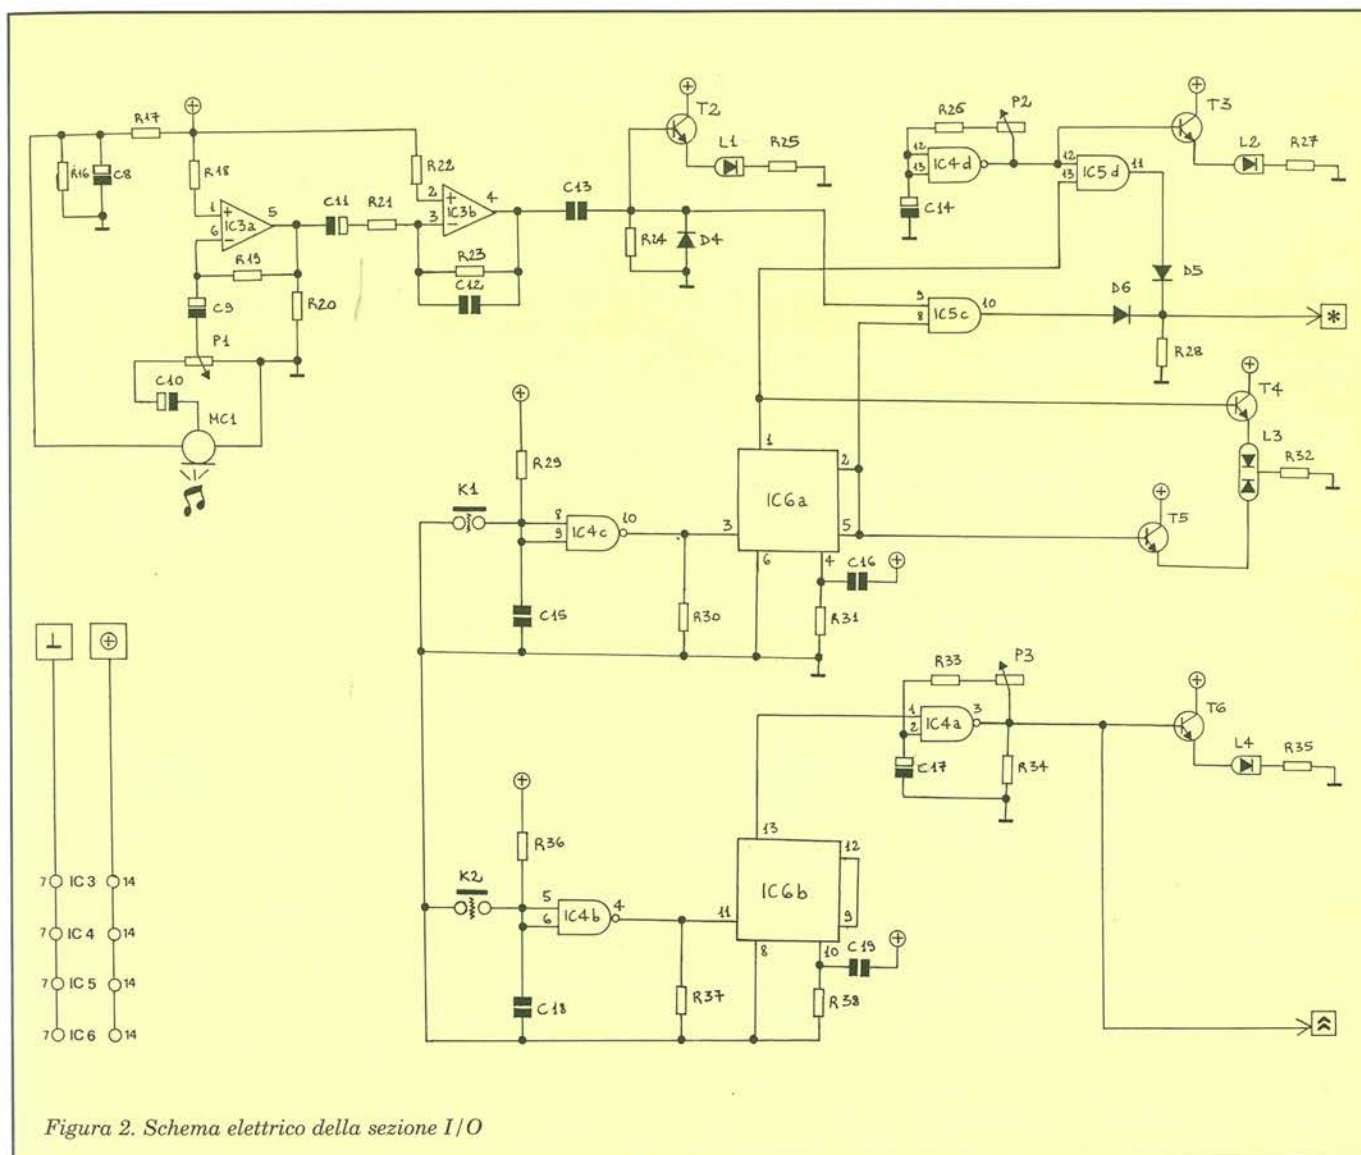 R17
R16
C8
R18
1
+
IC3a
5
6
−
R19
C9
R20
P1
C10
MC1
C11
R21
R22
2
+
IC3b
4
3
−
R23
C12
C13
T2
L1
R25
R24
D4
R26
P2
12
13
IC4d
C14
12
13
IC5d
11
T3
L2
R27
D5
D6
9
8
IC5c
10
*
R28
T4
L3
R32
T5
R29
K1
8
9
IC4c
10
C15
R30
1
2
IC6a
3
5
6
4
C16
R31
⊥
⊕
7 IC3 14
7 IC4 14
7 IC5 14
7 IC6 14
R33
P3
1
2
IC4a
3
C17
R34
T6
L4
R35
R36
K2
5
6
IC4b
4
C18
R37
13
12
IC6b
11
9
8
10
C19
R38
Figura 2. Schema elettrico della sezione I/O